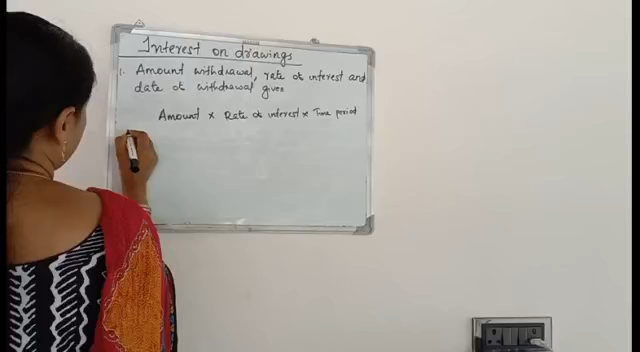 Interest on drawings
1. Amount withdrawal, rate of interest and
date of withdrawal given
Amount × Rate of interest × Time period